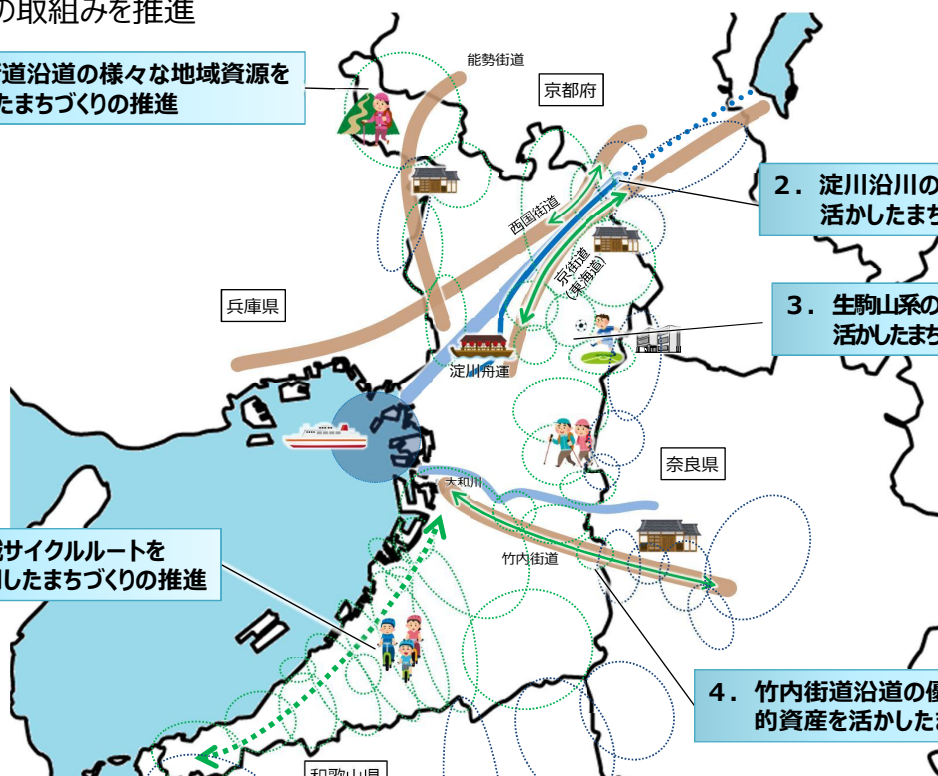 の取組みを推進
道沿道の様々な地域資源を
たまちづくりの推進
能勢街道
京都府
2．淀川沿川の
活かしたまち
西国街道
京街道
（東海道）
3．生駒山系の
活かしたまち
兵庫県
淀川舟運
奈良県
大和川
サイクルルートを
したまちづくりの推進
竹内街道
4．竹内街道沿道の優
的資産を活かしたま
和歌山県